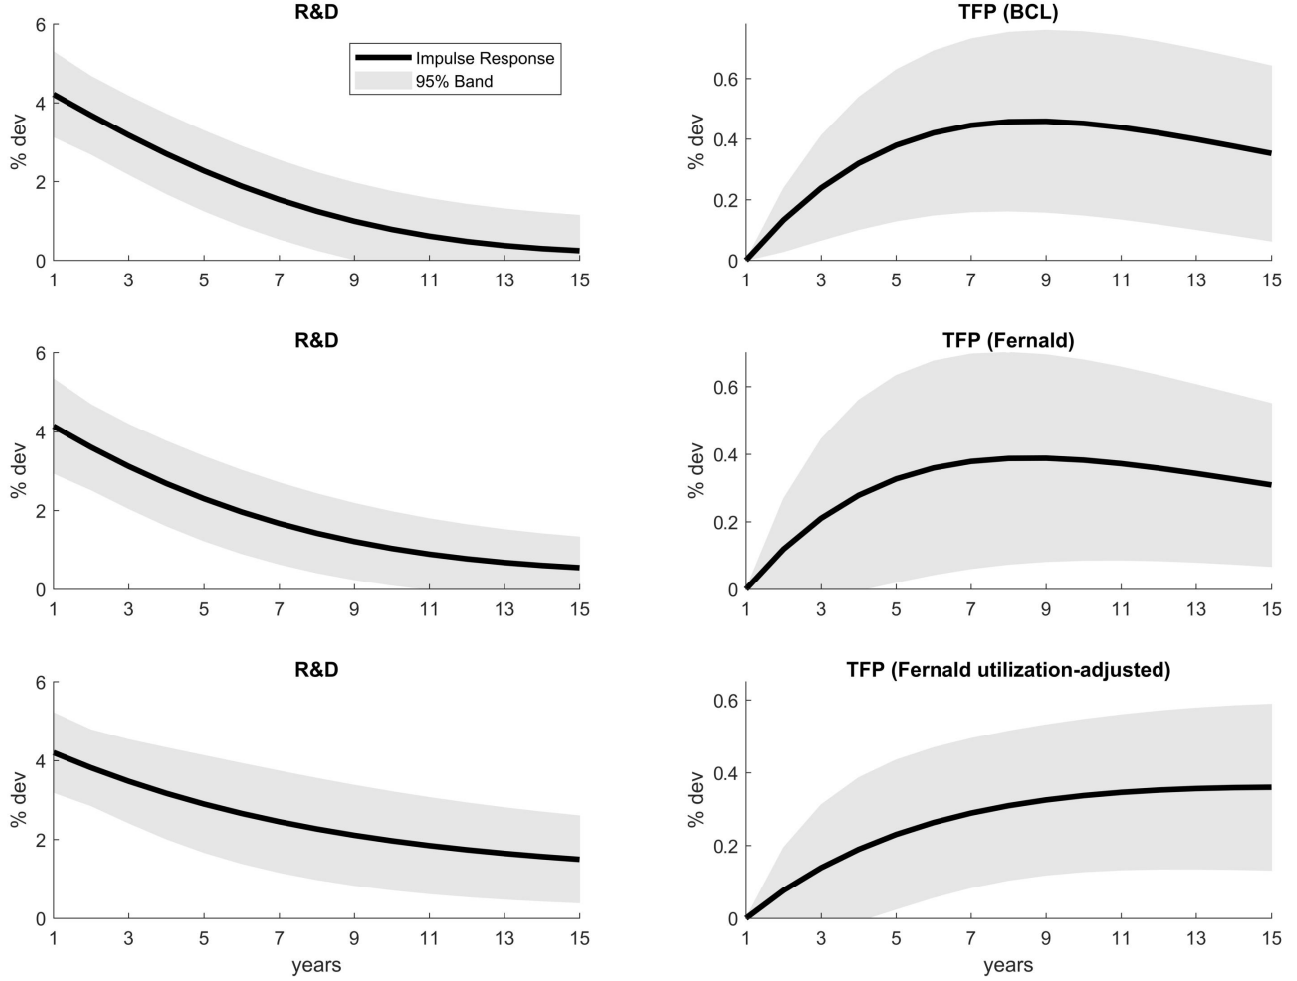 R&D
6
4
2
0
% dev
1 3 5 7 9 11 13 15
Impulse Response
95% Band
TFP (BCL)
0.6
0.4
0.2
0
% dev
1 3 5 7 9 11 13 15
R&D
6
4
2
0
% dev
1 3 5 7 9 11 13 15
TFP (Fernald)
0.6
0.4
0.2
0
% dev
1 3 5 7 9 11 13 15
R&D
6
4
2
0
% dev
1 3 5 7 9 11 13 15
years
TFP (Fernald utilization-adjusted)
0.6
0.4
0.2
0
% dev
1 3 5 7 9 11 13 15
years